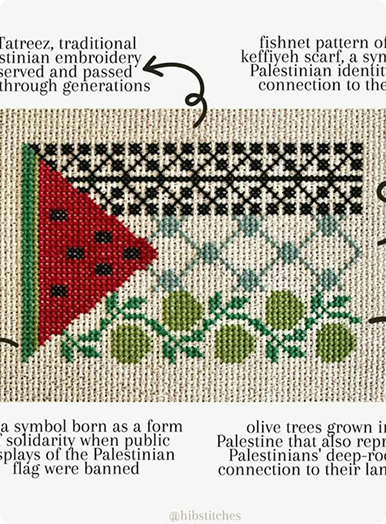 Tatreez, traditional
stinian embroidery
served and passed
through generations
fishnet pattern of
keffiyeh scarf, a sym
Palestinian identit
connection to the
a symbol born as a form
f solidarity when public
splays of the Palestinian
flag were banned
olive trees grown in
Palestine that also repr
Palestinians' deep-roo
connection to their lan
@hibstitches